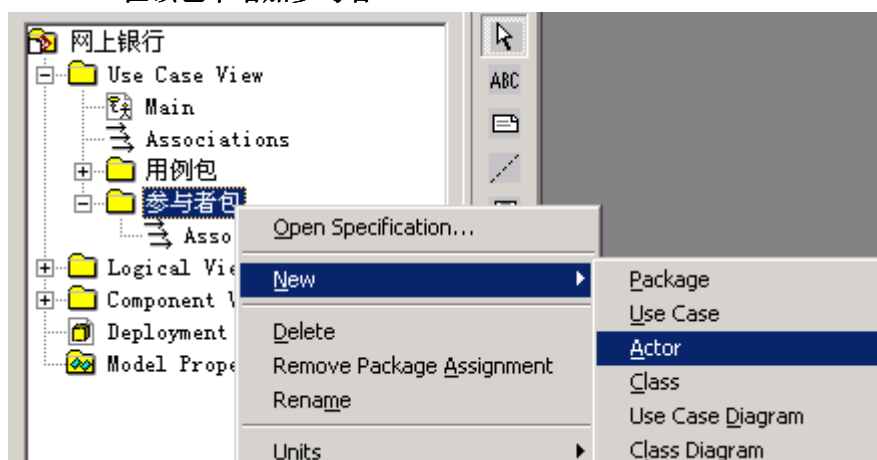 网上银行
Use Case View
Main
Associations
用例包
参与者包
Asso
Logical Vie
Component
Deployment
Model Prope
ABC
Open Specification...
New
Delete
Remove Package Assignment
Rename
Units
Package
Use Case
Actor
Class
Use Case Diagram
Class Diagram